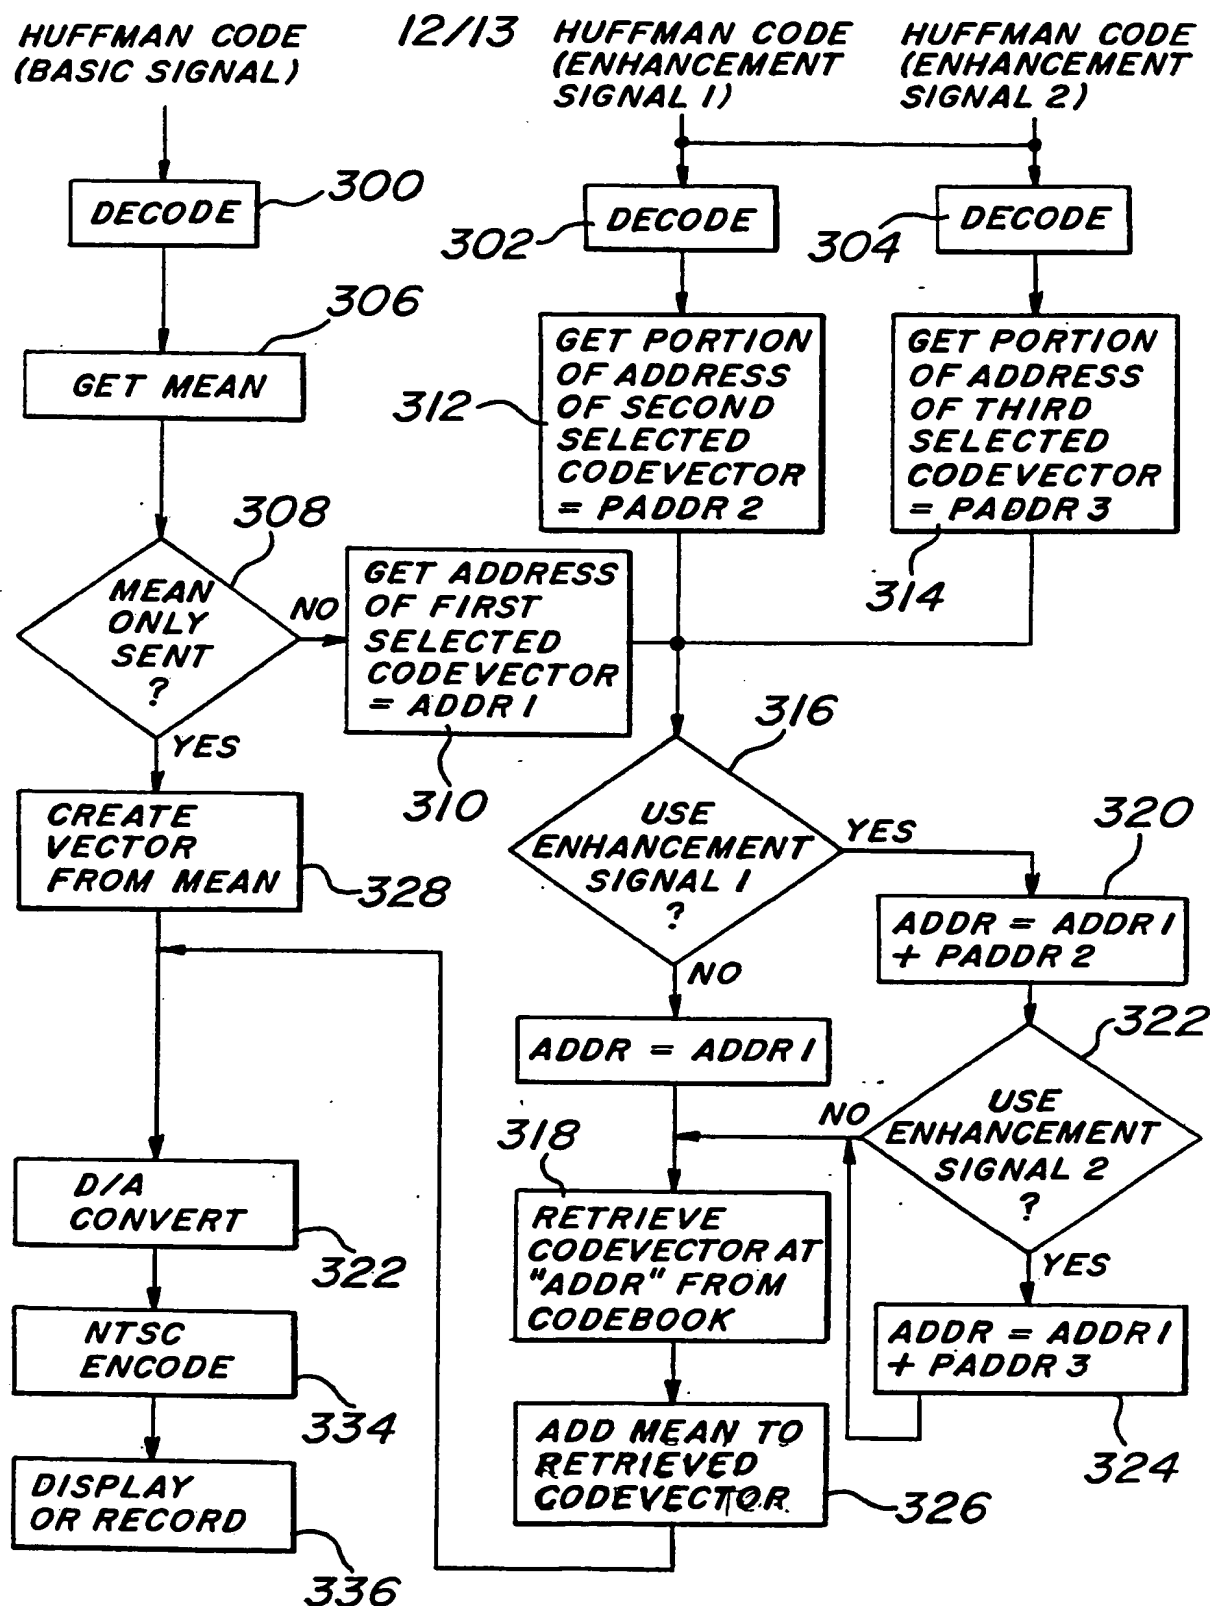 12/13
HUFFMAN CODE
(BASIC SIGNAL)
HUFFMAN CODE
(ENHANCEMENT
SIGNAL 1)
HUFFMAN CODE
(ENHANCEMENT
SIGNAL 2)
DECODE
300
302
DECODE
304
DECODE
306
GET MEAN
312
GET PORTION
OF ADDRESS
OF SECOND
SELECTED
CODEVECTOR
= PADDR 2
GET PORTION
OF ADDRESS
OF THIRD
SELECTED
CODEVECTOR
= PADDR 3
314
308
MEAN
ONLY
SENT
?
NO
YES
GET ADDRESS
OF FIRST
SELECTED
CODEVECTOR
= ADDR 1
310
316
USE
ENHANCEMENT
SIGNAL 1
?
YES
NO
320
ADDR = ADDR 1
+ PADDR 2
CREATE
VECTOR
FROM MEAN
328
ADDR = ADDR 1
322
USE
ENHANCEMENT
SIGNAL 2
?
NO
YES
318
RETRIEVE
CODEVECTOR AT
"ADDR" FROM
CODEBOOK
ADDR = ADDR 1
+ PADDR 3
324
D/A
CONVERT
322
NTSC
ENCODE
334
ADD MEAN TO
RETRIEVED
CODEVECTOR
326
DISPLAY
OR RECORD
336